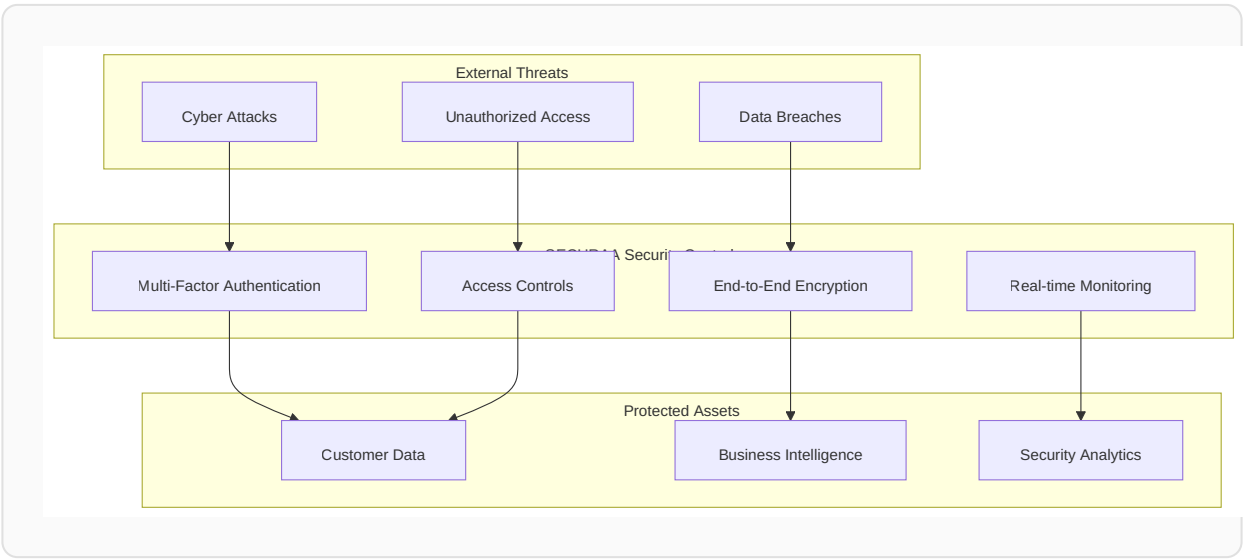 External Threats
Cyber Attacks
Unauthorized Access
Data Breaches
Security
Multi-Factor Authentication
Access Controls
End-to-End Encryption
Real-time Monitoring
Protected Assets
Customer Data
Business Intelligence
Security Analytics